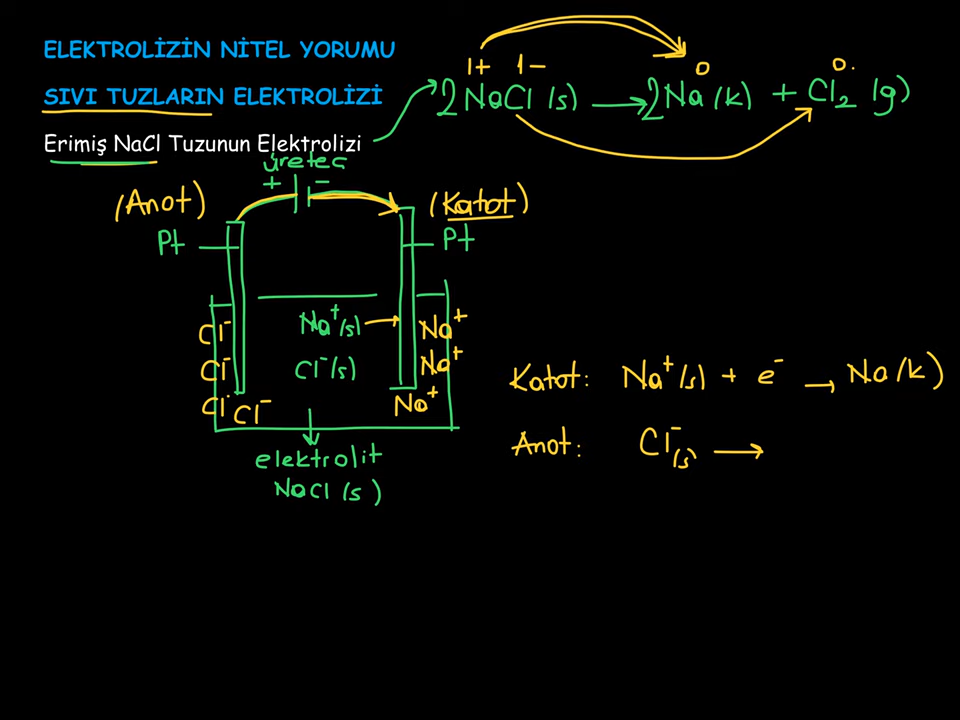 ELEKTROLİZİN NİTEL YORUMU
SIVI TUZLARIN ELEKTROLİZİ
Erimiş NaCl Tuzunun Elektrolizi
1+ 1− 0 0
2NaCl (s) → 2Na(k) + Cl₂ (g)
üreteç
+ −
(Anot) (Katot)
Pt Pt
Cl⁻ Na⁺(s) Na⁺
Cl⁻ Cl⁻(s) Na⁺
Cl⁻ Cl⁻ Na⁺
elektrolit
NaCl (s)
Katot: Na⁺(s) + e⁻ → Na(k)
Anot: Cl⁻(s) →